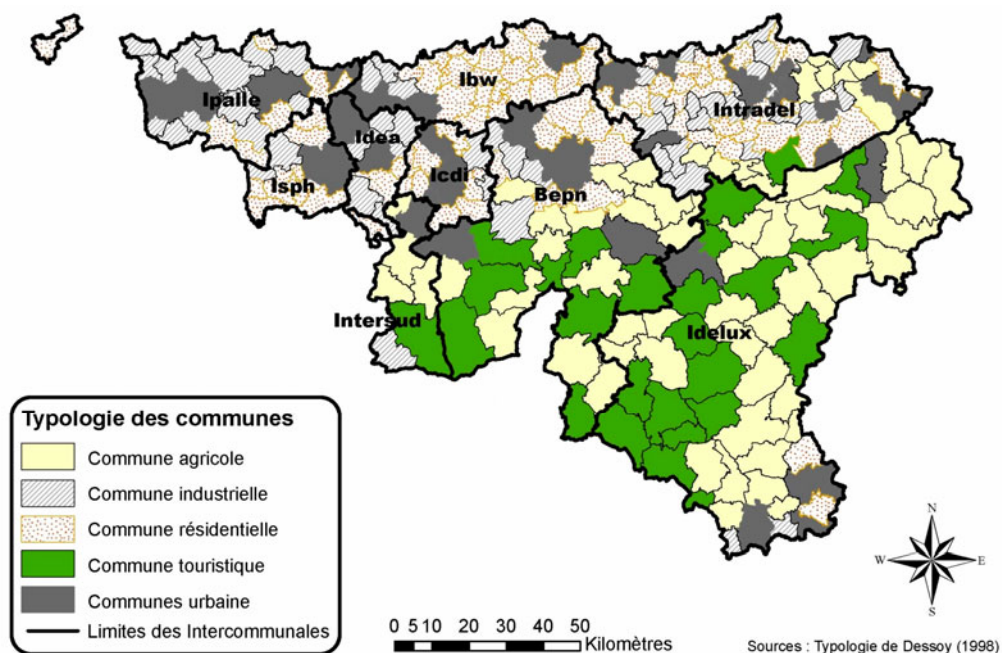 Ipalle
Ibw
Intradel
Idea
Isph
Icdi
Bepn
Intersud
Idelux
Typologie des communes
Commune agricole
Commune industrielle
Commune résidentielle
Commune touristique
Communes urbaine
Limites des Intercommunales
N
W
E
S
0 5 10 20 30 40 50
Kilomètres
Sources : Typologie de Dessoy (1998)